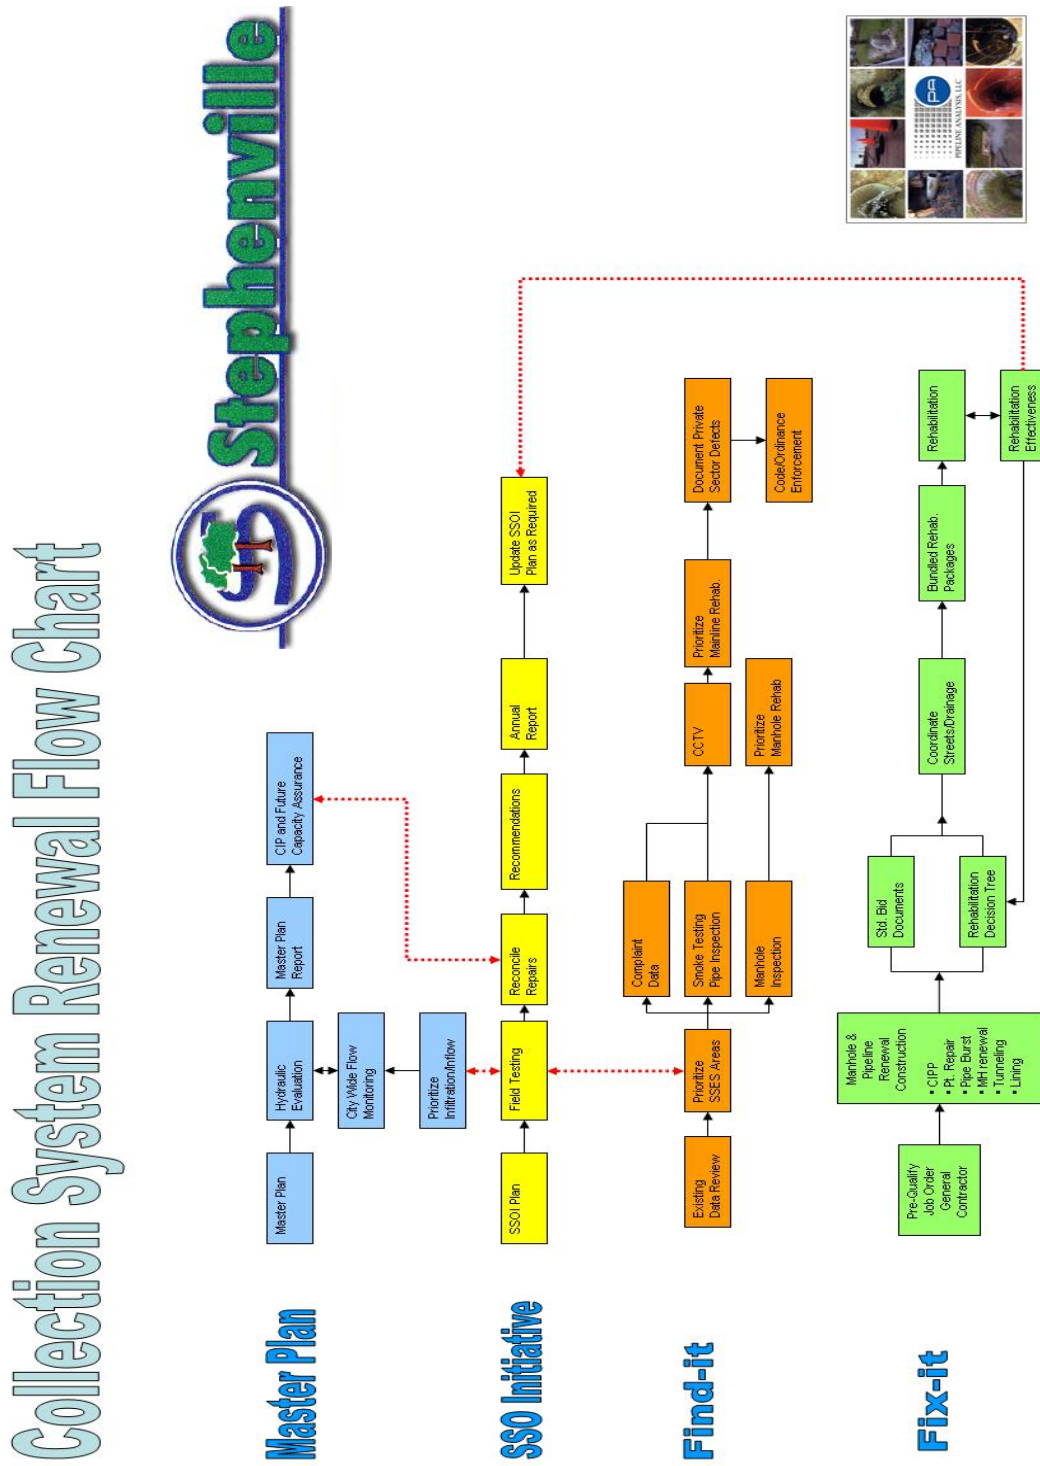 Collection System Renewal Flow Chart
Stephenville
Master Plan
Master Plan
Hydraulic
Evaluation
Master Plan
Report
CIP and Future
Capacity Assurance
City Wide Flow
Monitoring
Prioritize
Infiltration/Inflow
SSO Initiative
SSOI Plan
Field Testing
Reconcile
Repairs
Recommendations
Annual
Report
Update SSOI
Plan as Required
Find-it
Existing
Data Review
Prioritize
SSES Areas
Complaint
Data
Smoke Testing
Pipe Inspection
Manhole
Inspection
CCTV
Prioritize
Manhole Rehab
Prioritize
Mainline Rehab.
Document Private
Sector Defects
Code/Ordinance
Enforcement
Fix-it
Pre-Qualify
Job Order
General
Contractor
Manhole &
Pipeline
Renewal
Construction
▪ CIPP
▪ Pt. Repair
▪ Pipe Burst
▪ MH renewal
▪ Tunneling
▪ Lining
Std. Bid
Documents
Rehabilitation
Decision Tree
Coordinate
Streets/Drainage
Bundled Rehab.
Packages
Rehabilitation
Rehabilitation
Effectiveness
PA
PIPELINE ANALYSIS, LLC